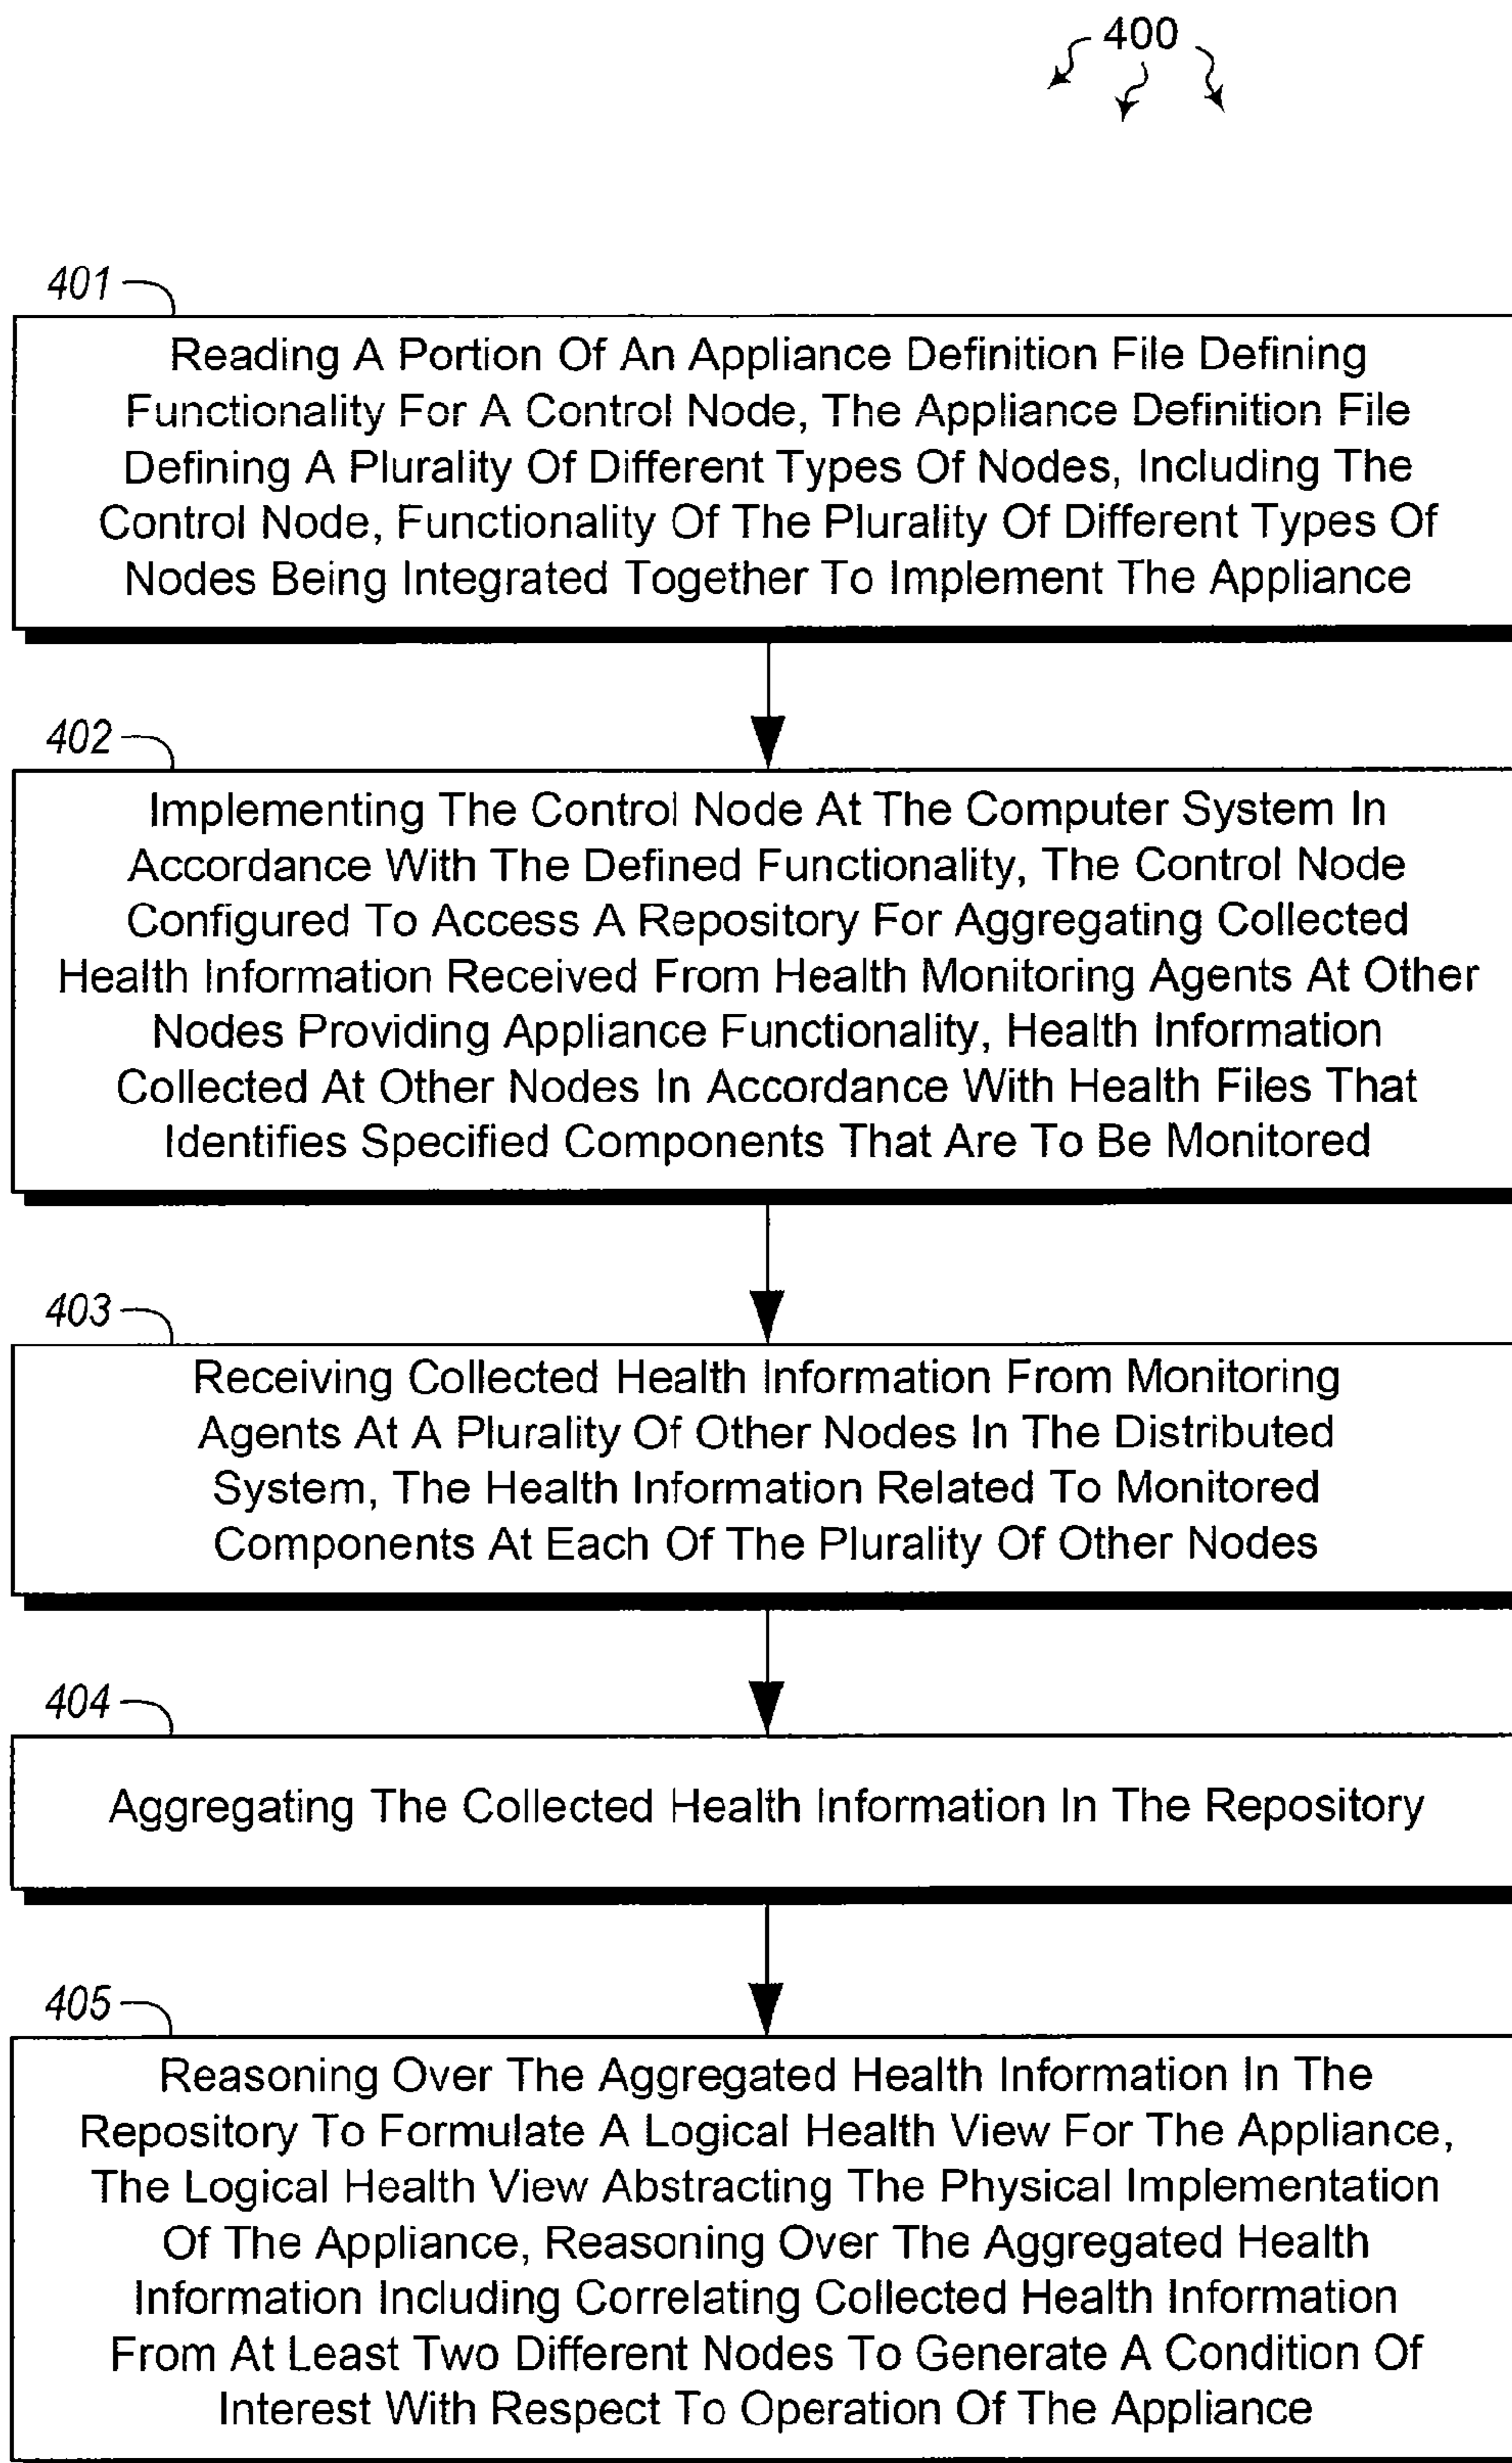 400
401
Reading A Portion Of An Appliance Definition File Defining
Functionality For A Control Node, The Appliance Definition File
Defining A Plurality Of Different Types Of Nodes, Including The
Control Node, Functionality Of The Plurality Of Different Types Of
Nodes Being Integrated Together To Implement The Appliance
402
Implementing The Control Node At The Computer System In
Accordance With The Defined Functionality, The Control Node
Configured To Access A Repository For Aggregating Collected
Health Information Received From Health Monitoring Agents At Other
Nodes Providing Appliance Functionality, Health Information
Collected At Other Nodes In Accordance With Health Files That
Identifies Specified Components That Are To Be Monitored
403
Receiving Collected Health Information From Monitoring
Agents At A Plurality Of Other Nodes In The Distributed
System, The Health Information Related To Monitored
Components At Each Of The Plurality Of Other Nodes
404
Aggregating The Collected Health Information In The Repository
405
Reasoning Over The Aggregated Health Information In The
Repository To Formulate A Logical Health View For The Appliance,
The Logical Health View Abstracting The Physical Implementation
Of The Appliance, Reasoning Over The Aggregated Health
Information Including Correlating Collected Health Information
From At Least Two Different Nodes To Generate A Condition Of
Interest With Respect To Operation Of The Appliance